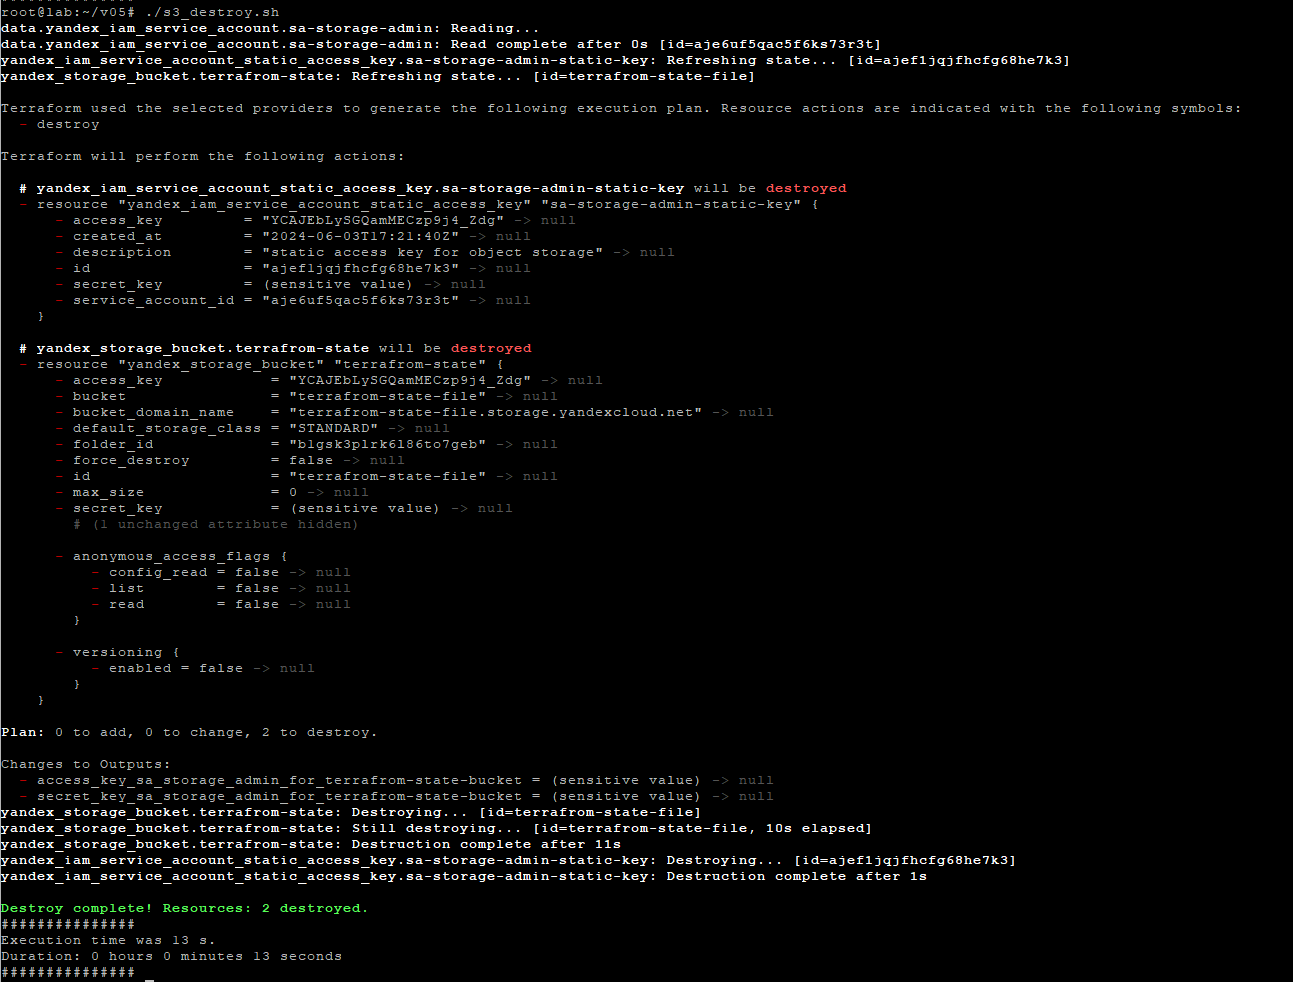 root@lab:~/v05# ./s3_destroy.sh
data.yandex_iam_service_account.sa-storage-admin: Reading...
data.yandex_iam_service_account.sa-storage-admin: Read complete after 0s [id=aje6uf5qac5f6ks73r3t]
yandex_iam_service_account_static_access_key.sa-storage-admin-static-key: Refreshing state... [id=ajef1jqjfhcfg68he7k3]
yandex_storage_bucket.terrafrom-state: Refreshing state... [id=terrafrom-state-file]

Terraform used the selected providers to generate the following execution plan. Resource actions are indicated with the following symbols:
  - destroy

Terraform will perform the following actions:

  # yandex_iam_service_account_static_access_key.sa-storage-admin-static-key will be destroyed
  - resource "yandex_iam_service_account_static_access_key" "sa-storage-admin-static-key" {
      - access_key         = "YCAJEbLySGQamMECzp9j4_Zdg" -> null
      - created_at         = "2024-06-03T17:21:40Z" -> null
      - description        = "static access key for object storage" -> null
      - id                 = "ajef1jqjfhcfg68he7k3" -> null
      - secret_key         = (sensitive value) -> null
      - service_account_id = "aje6uf5qac5f6ks73r3t" -> null
    }

  # yandex_storage_bucket.terrafrom-state will be destroyed
  - resource "yandex_storage_bucket" "terrafrom-state" {
      - access_key            = "YCAJEbLySGQamMECzp9j4_Zdg" -> null
      - bucket                = "terrafrom-state-file" -> null
      - bucket_domain_name    = "terrafrom-state-file.storage.yandexcloud.net" -> null
      - default_storage_class = "STANDARD" -> null
      - folder_id             = "b1gsk3plrk6l86to7geb" -> null
      - force_destroy         = false -> null
      - id                    = "terrafrom-state-file" -> null
      - max_size              = 0 -> null
      - secret_key            = (sensitive value) -> null
        # (1 unchanged attribute hidden)

      - anonymous_access_flags {
          - config_read = false -> null
          - list        = false -> null
          - read        = false -> null
        }

      - versioning {
          - enabled = false -> null
        }
    }

Plan: 0 to add, 0 to change, 2 to destroy.

Changes to Outputs:
  - access_key_sa_storage_admin_for_terrafrom-state-bucket = (sensitive value) -> null
  - secret_key_sa_storage_admin_for_terrafrom-state-bucket = (sensitive value) -> null
yandex_storage_bucket.terrafrom-state: Destroying... [id=terrafrom-state-file]
yandex_storage_bucket.terrafrom-state: Still destroying... [id=terrafrom-state-file, 10s elapsed]
yandex_storage_bucket.terrafrom-state: Destruction complete after 11s
yandex_iam_service_account_static_access_key.sa-storage-admin-static-key: Destroying... [id=ajef1jqjfhcfg68he7k3]
yandex_iam_service_account_static_access_key.sa-storage-admin-static-key: Destruction complete after 1s

Destroy complete! Resources: 2 destroyed.
###############
Execution time was 13 s.
Duration: 0 hours 0 minutes 13 seconds
###############